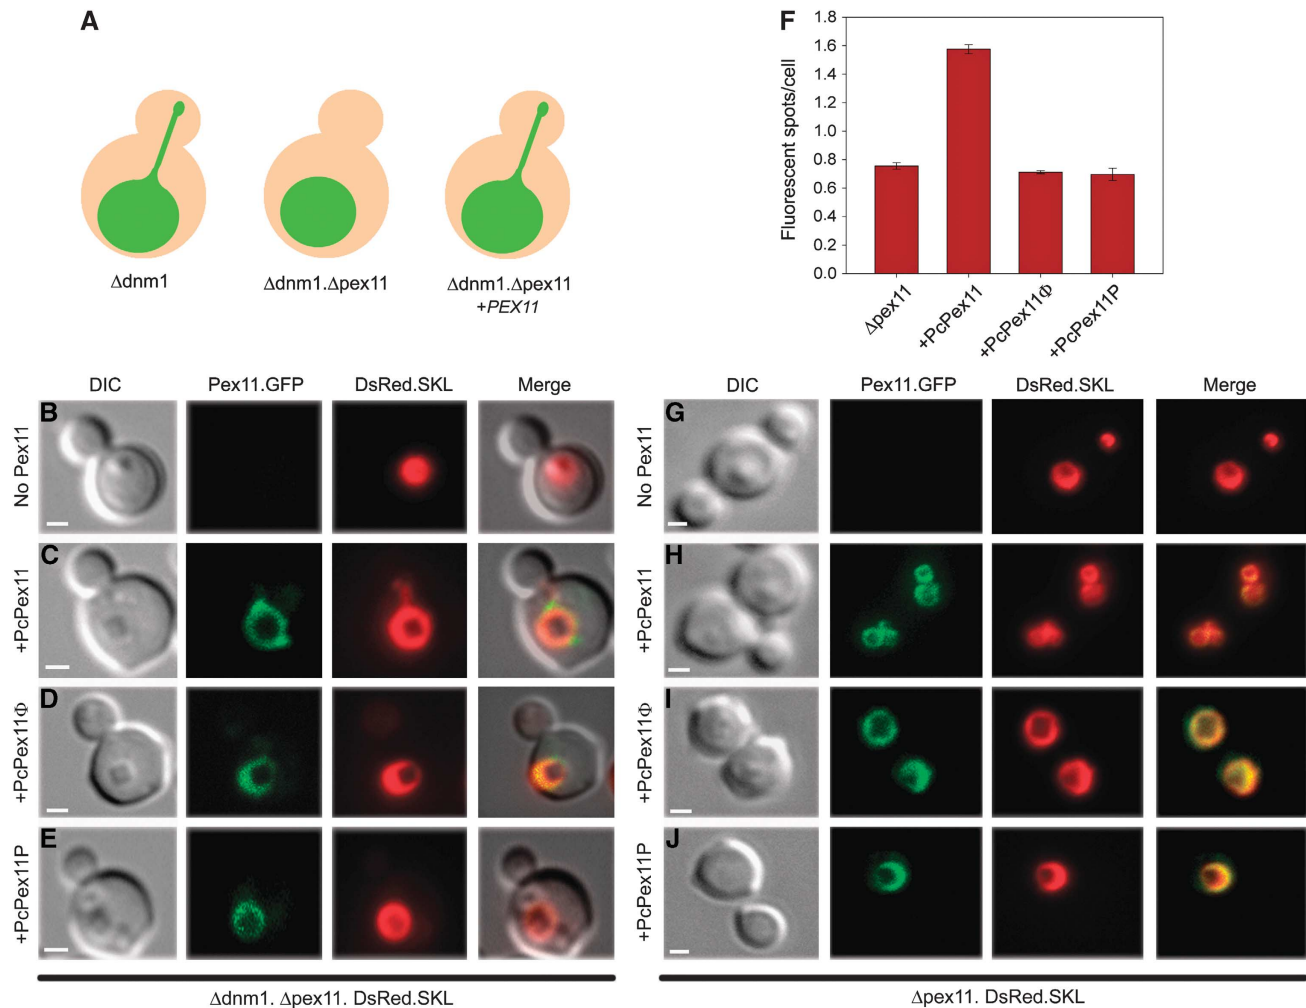 A
Δdnm1
Δdnm1.Δpex11
Δdnm1.Δpex11
+PEX11
F
Fluorescent spots/cell
1.8
1.6
1.4
1.2
1.0
0.8
0.6
0.4
0.2
0.0
Δpex11
+PcPex11
+PcPex11Φ
+PcPex11P
DIC
Pex11.GFP
DsRed.SKL
Merge
B
No Pex11
C
+PcPex11
D
+PcPex11Φ
E
+PcPex11P
Δdnm1. Δpex11. DsRed.SKL
DIC
Pex11.GFP
DsRed.SKL
Merge
G
No Pex11
H
+PcPex11
I
+PcPex11Φ
J
+PcPex11P
Δpex11. DsRed.SKL